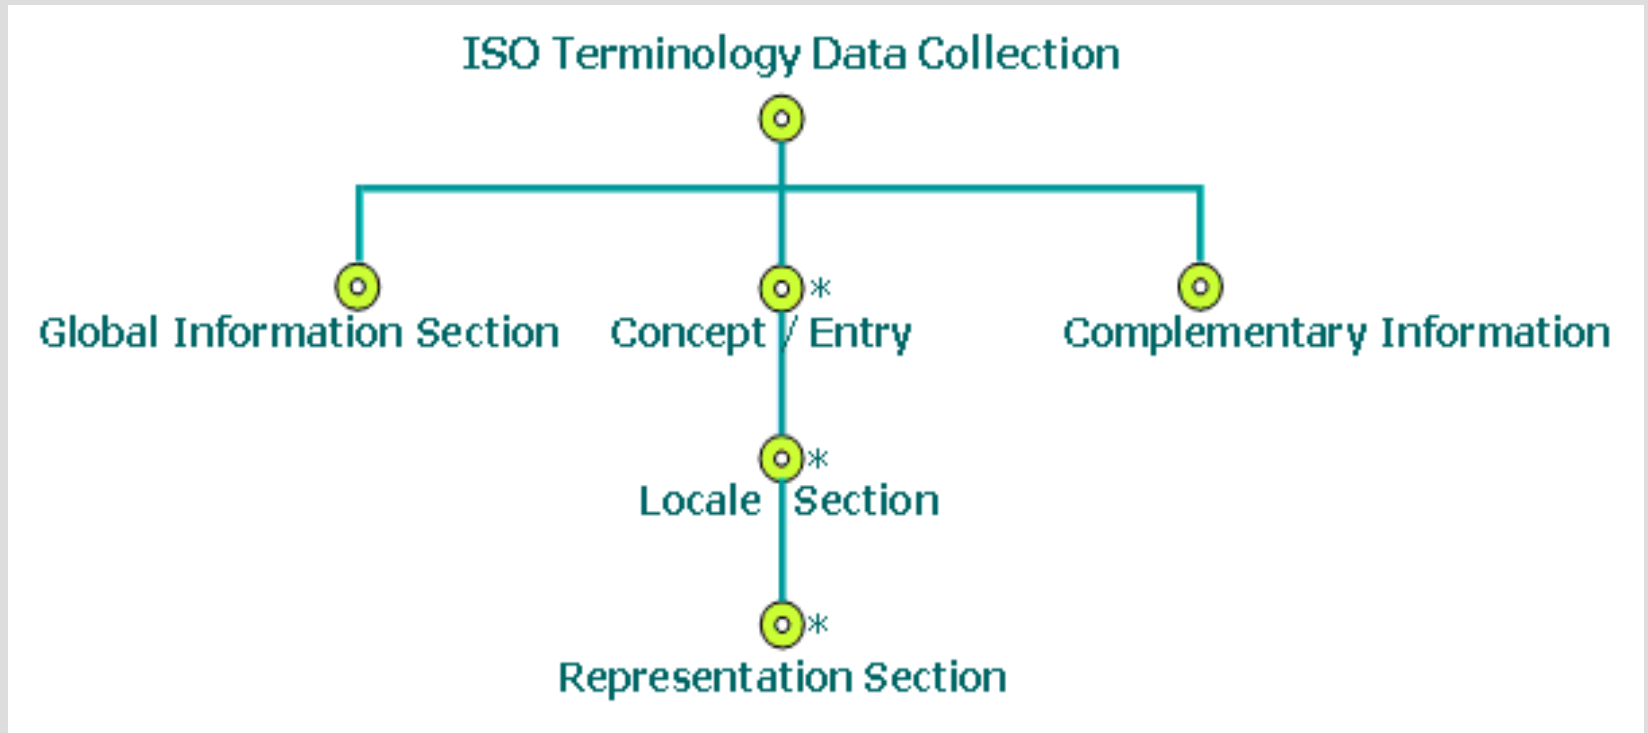 ISO Terminology Data Collection
*
Global Information Section Concept / Entry Complementary Information
*
Locale Section
*
Representation Section